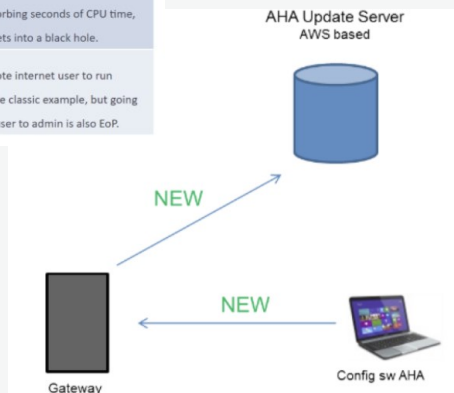 orbing seconds of CPU time,
ets into a black hole.
ote internet user to run
e classic example, but going
ser to admin is also EoP.
AHA Update Server
AWS based
NEW
NEW
Gateway
Config sw AHA